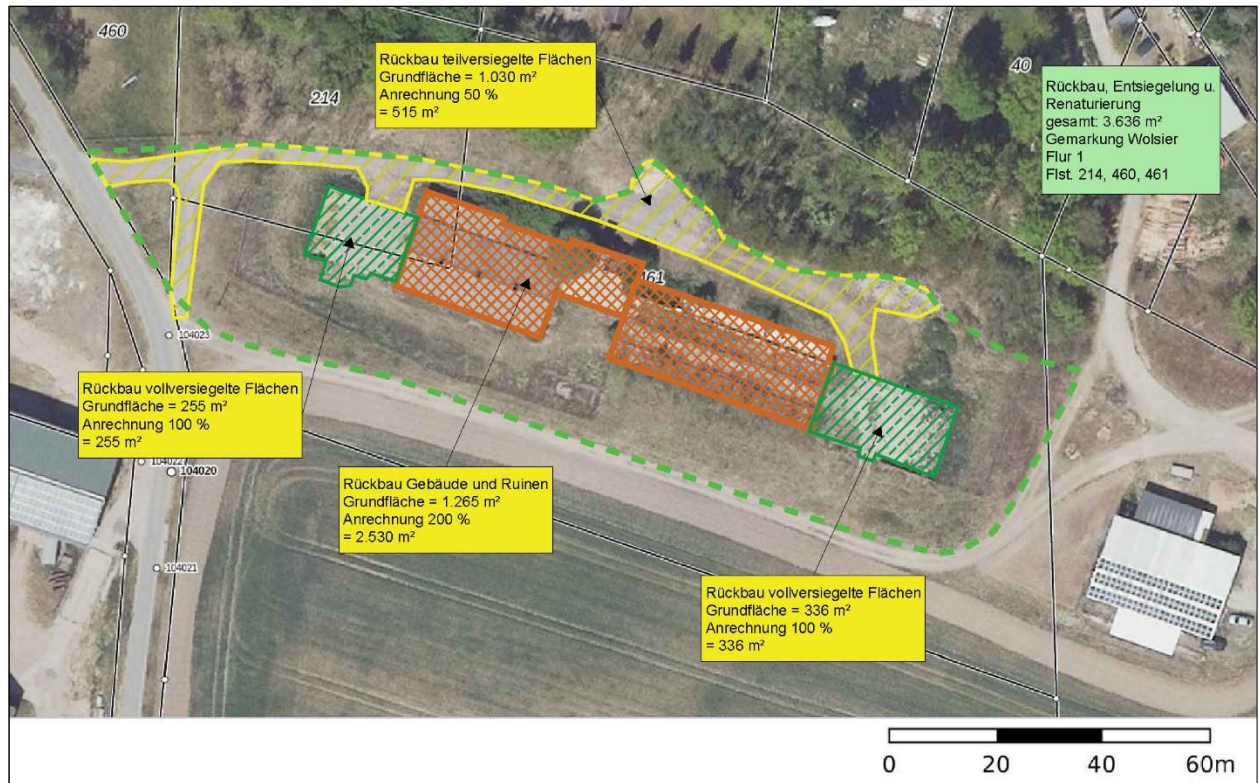 460
214
Rückbau teilversiegelte Flächen
Grundfläche = 1.030 m²
Anrechnung 50 %
= 515 m²
40
Rückbau, Entsiegelung u.
Renaturierung
gesamt: 3.636 m²
Gemarkung Wolsier
Flur 1
Flst. 214, 460, 461
461
104023
Rückbau vollversiegelte Flächen
Grundfläche = 255 m²
Anrechnung 100 %
= 255 m²
104022
104020
Rückbau Gebäude und Ruinen
Grundfläche = 1.265 m²
Anrechnung 200 %
= 2.530 m²
104021
Rückbau vollversiegelte Flächen
Grundfläche = 336 m²
Anrechnung 100 %
= 336 m²
0 20 40 60m